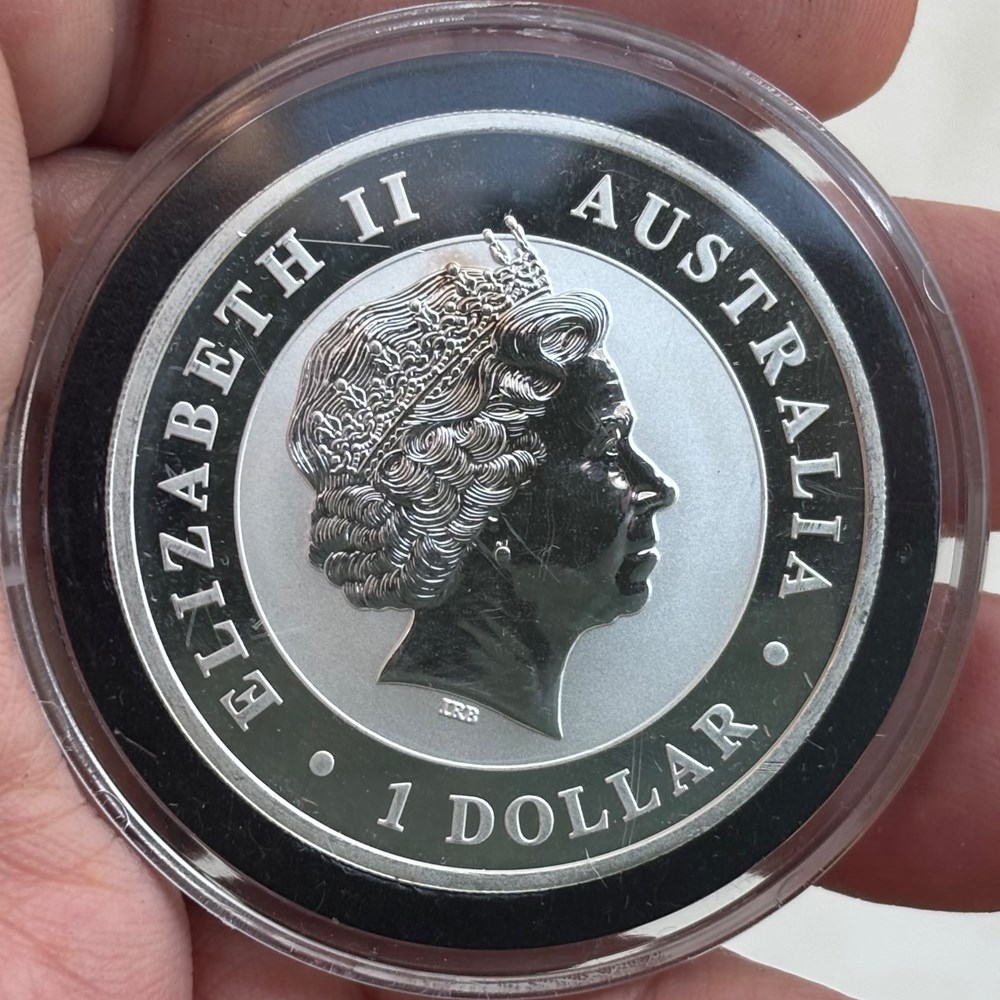 ELIZABETH II
AUSTRALIA
IRB
1 DOLLAR